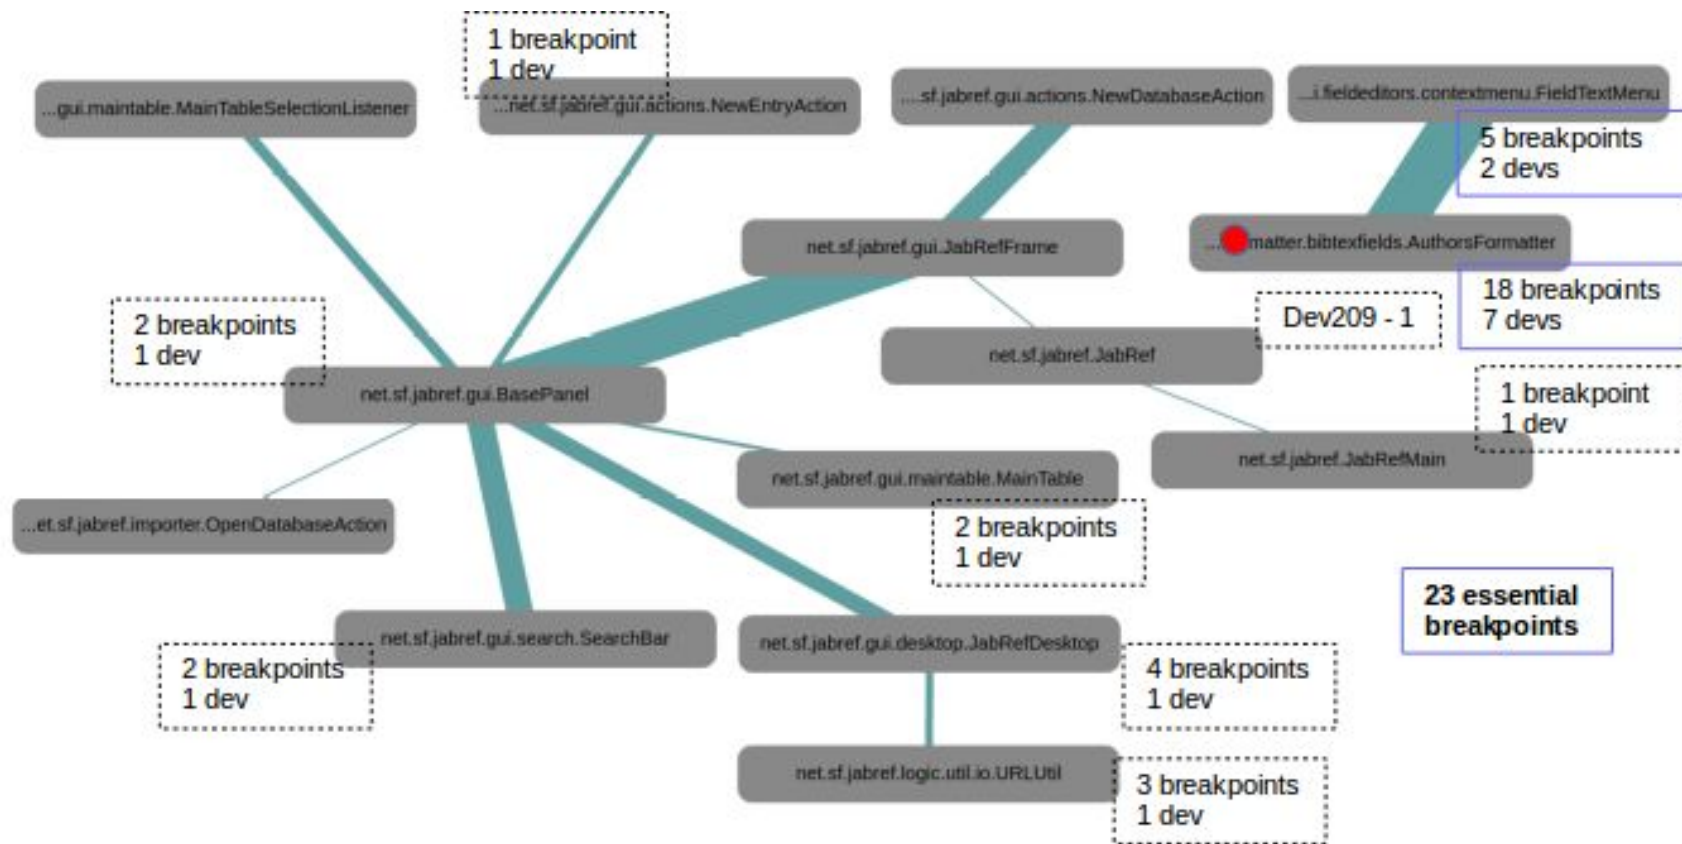 1 breakpoint
1 dev
...gui.maintable.MainTableSelectionListener
...net.sf.jabref.gui.actions.NewEntryAction
....sf.jabref.gui.actions.NewDatabaseAction
...i.fieldeditors.contextmenu.FieldTextMenu
5 breakpoints
2 devs
net.sf.jabref.gui.JabRefFrame
matter.bibtexfields.AuthorsFormatter
18 breakpoints
7 devs
2 breakpoints
1 dev
Dev209 - 1
net.sf.jabref.JabRef
net.sf.jabref.gui.BasePanel
1 breakpoint
1 dev
net.sf.jabref.JabRefMain
net.sf.jabref.gui.maintable.MainTable
...et.sf.jabref.importer.OpenDatabaseAction
2 breakpoints
1 dev
23 essential
breakpoints
net.sf.jabref.gui.search.SearchBar
net.sf.jabref.gui.desktop.JabRefDesktop
2 breakpoints
1 dev
4 breakpoints
1 dev
net.sf.jabref.logic.util.io.URLUtil
3 breakpoints
1 dev